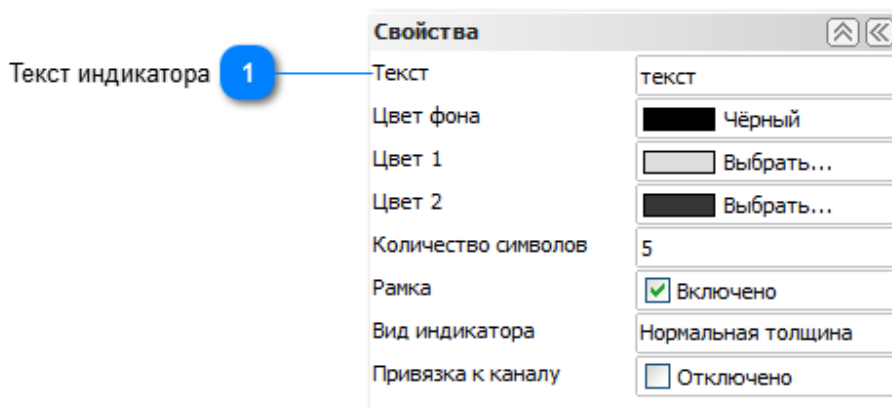 Свойства
Текст индикатора 1 Текст текст
Цвет фона Чёрный
Цвет 1 Выбрать...
Цвет 2 Выбрать...
Количество символов 5
Рамка Включено
Вид индикатора Нормальная толщина
Привязка к каналу Отключено